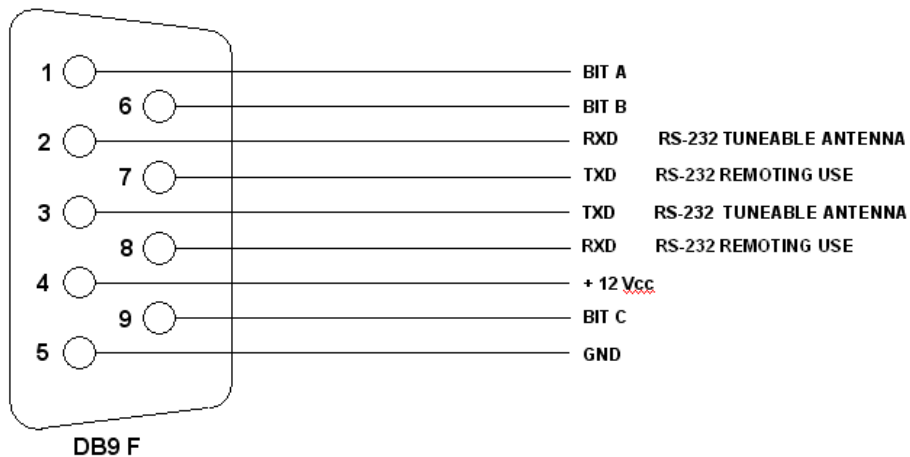 1 BIT A
6 BIT B
2 RXD RS-232 TUNEABLE ANTENNA
7 TXD RS-232 REMOTING USE
3 TXD RS-232 TUNEABLE ANTENNA
8 RXD RS-232 REMOTING USE
4 + 12 Vcc
9 BIT C
5 GND
DB9 F